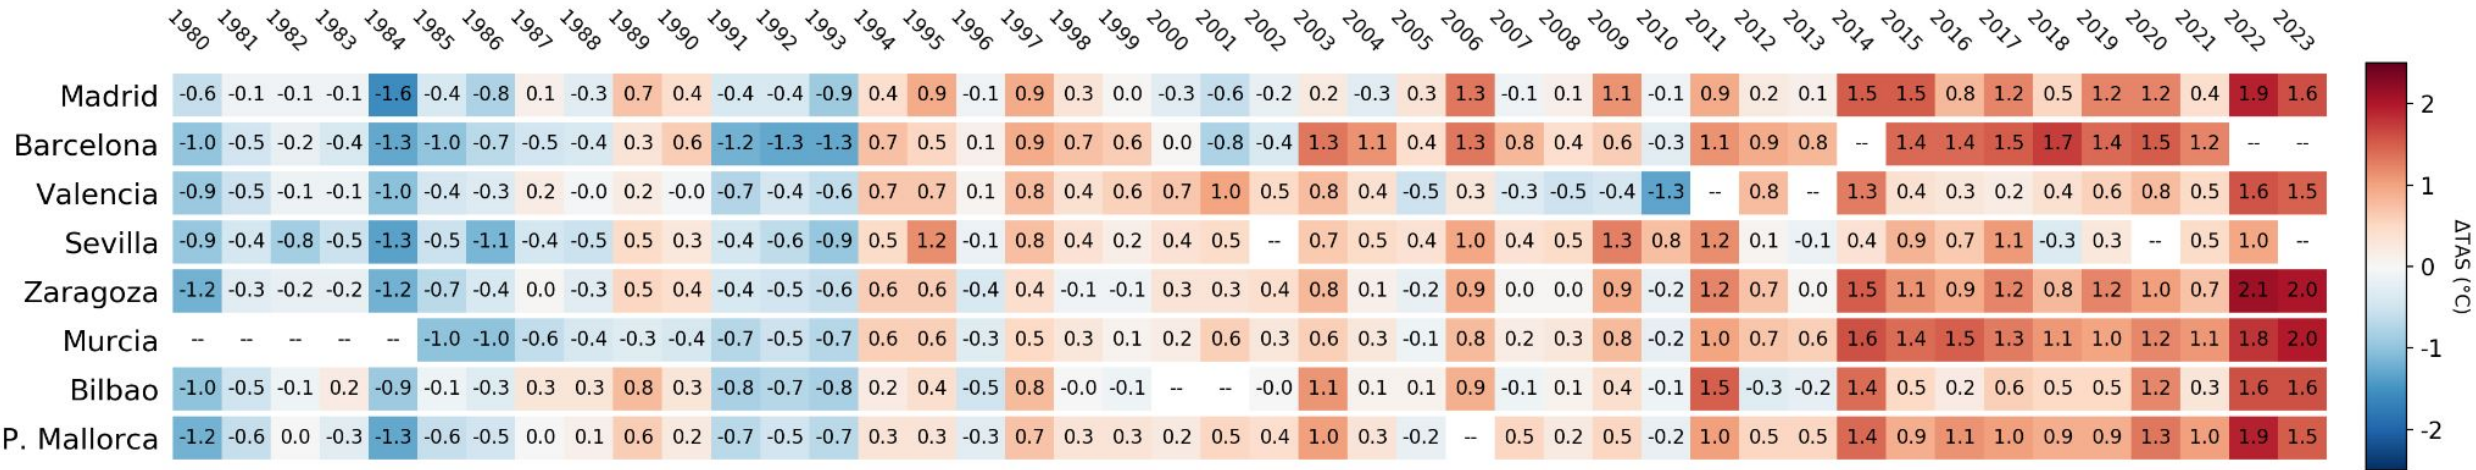 1980 1981 1982 1983 1984 1985 1986 1987 1988 1989 1990 1991 1992 1993 1994 1995 1996 1997 1998 1999 2000 2001 2002 2003 2004 2005 2006 2007 2008 2009 2010 2011 2012 2013 2014 2015 2016 2017 2018 2019 2020 2021 2022 2023
Madrid -0.6 -0.1 -0.1 -0.1 -1.6 -0.4 -0.8 0.1 -0.3 0.7 0.4 -0.4 -0.4 -0.9 0.4 0.9 -0.1 0.9 0.3 0.0 -0.3 -0.6 -0.2 0.2 -0.3 0.3 1.3 -0.1 0.1 1.1 -0.1 0.9 0.2 0.1 1.5 1.5 0.8 1.2 0.5 1.2 1.2 0.4 1.9 1.6
Barcelona -1.0 -0.5 -0.2 -0.4 -1.3 -1.0 -0.7 -0.5 -0.4 0.3 0.6 -1.2 -1.3 -1.3 0.7 0.5 0.1 0.9 0.7 0.6 0.0 -0.8 -0.4 1.3 1.1 0.4 1.3 0.8 0.4 0.6 -0.3 1.1 0.9 0.8 -- 1.4 1.4 1.5 1.7 1.4 1.5 1.2 -- --
Valencia -0.9 -0.5 -0.1 -0.1 -1.0 -0.4 -0.3 0.2 -0.0 0.2 -0.0 -0.7 -0.4 -0.6 0.7 0.7 0.1 0.8 0.4 0.6 0.7 1.0 0.5 0.8 0.4 -0.5 0.3 -0.3 -0.5 -0.4 -1.3 -- 0.8 -- 1.3 0.4 0.3 0.2 0.4 0.6 0.8 0.5 1.6 1.5
Sevilla -0.9 -0.4 -0.8 -0.5 -1.3 -0.5 -1.1 -0.4 -0.5 0.5 0.3 -0.4 -0.6 -0.9 0.5 1.2 -0.1 0.8 0.4 0.2 0.4 0.5 -- 0.7 0.5 0.4 1.0 0.4 0.5 1.3 0.8 1.2 0.1 -0.1 0.4 0.9 0.7 1.1 -0.3 0.3 -- 0.5 1.0 --
Zaragoza -1.2 -0.3 -0.2 -0.2 -1.2 -0.7 -0.4 0.0 -0.3 0.5 0.4 -0.4 -0.5 -0.6 0.6 0.6 -0.4 0.4 -0.1 -0.1 0.3 0.3 0.4 0.8 0.1 -0.2 0.9 0.0 0.0 0.9 -0.2 1.2 0.7 0.0 1.5 1.1 0.9 1.2 0.8 1.2 1.0 0.7 2.1 2.0
Murcia -- -- -- -- -- -1.0 -1.0 -0.6 -0.4 -0.3 -0.4 -0.7 -0.5 -0.7 0.6 0.6 -0.3 0.5 0.3 0.1 0.2 0.6 0.3 0.6 0.3 -0.1 0.8 0.2 0.3 0.8 -0.2 1.0 0.7 0.6 1.6 1.4 1.5 1.3 1.1 1.0 1.2 1.1 1.8 2.0
Bilbao -1.0 -0.5 -0.1 0.2 -0.9 -0.1 -0.3 0.3 0.3 0.8 0.3 -0.8 -0.7 -0.8 0.2 0.4 -0.5 0.8 -0.0 -0.1 -- -- -0.0 1.1 0.1 0.1 0.9 -0.1 0.1 0.4 -0.1 1.5 -0.3 -0.2 1.4 0.5 0.2 0.6 0.5 0.5 1.2 0.3 1.6 1.6
P. Mallorca -1.2 -0.6 0.0 -0.3 -1.3 -0.6 -0.5 0.0 0.1 0.6 0.2 -0.7 -0.5 -0.7 0.3 0.3 -0.3 0.7 0.3 0.3 0.2 0.5 0.4 1.0 0.3 -0.2 -- 0.5 0.2 0.5 -0.2 1.0 0.5 0.5 1.4 0.9 1.1 1.0 0.9 0.9 1.3 1.0 1.9 1.5
2
1
0
-1
-2
ΔTAS (°C)